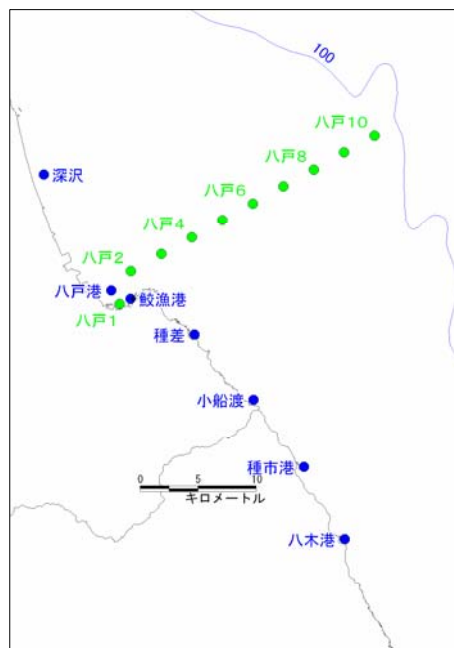 100
八戸10
八戸8
深沢
八戸6
八戸4
八戸2
八戸港
鮫漁港
八戸1
種差
小船渡
種市港
0 5 10
キロメートル
八木港